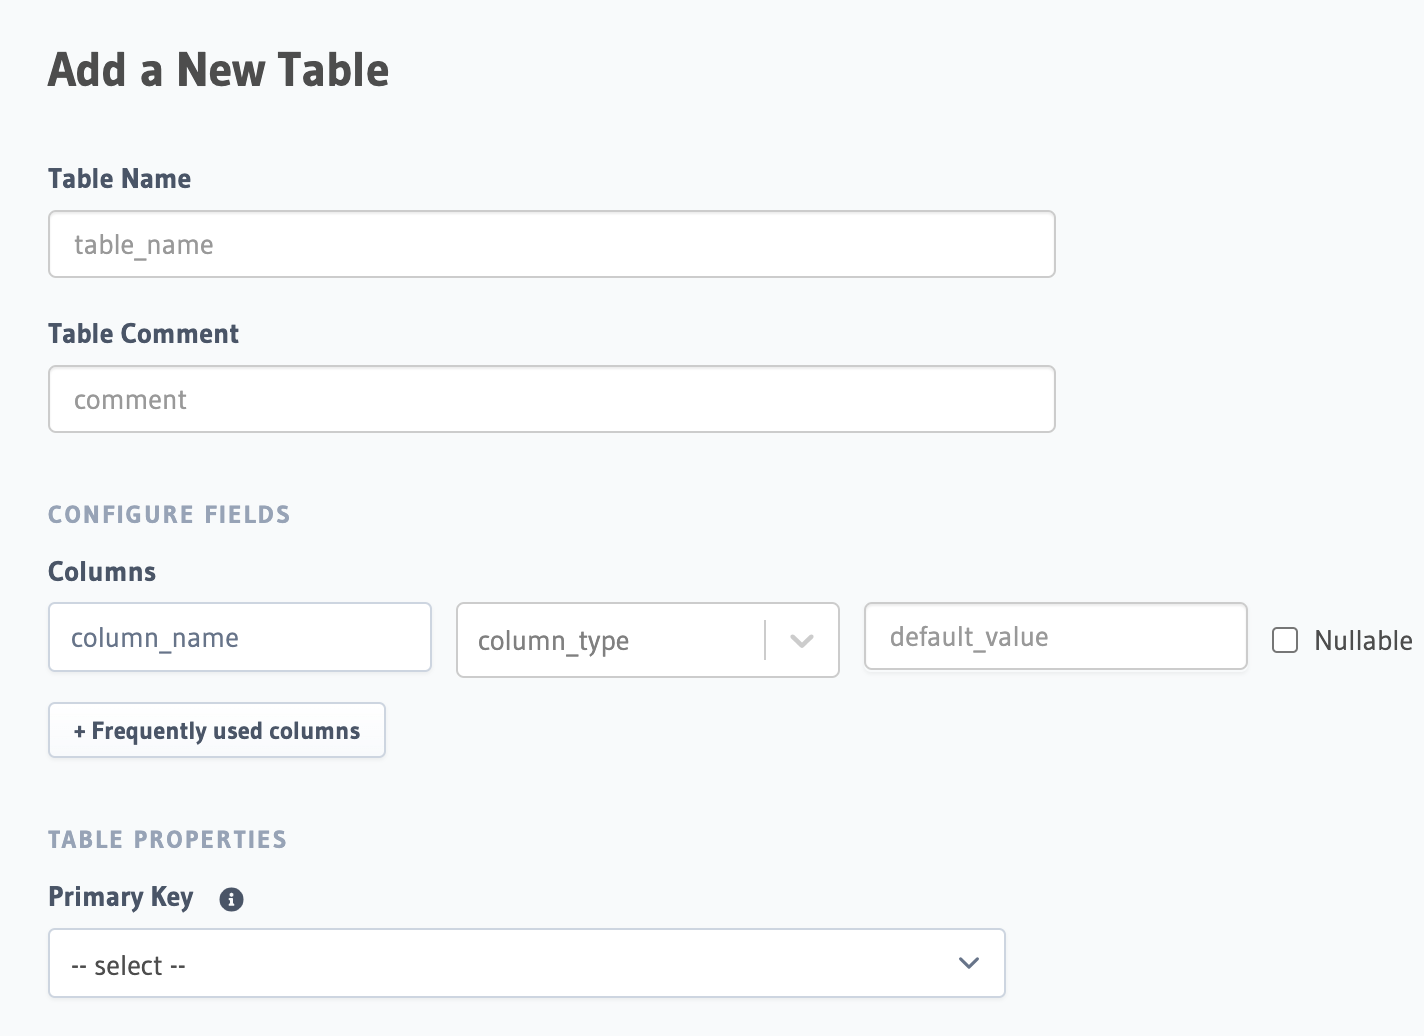 Add a New Table
Table Name
table_name
Table Comment
comment
CONFIGURE FIELDS
Columns
column_name column_type default_value Nullable
+ Frequently used columns
TABLE PROPERTIES
Primary Key
-- select --